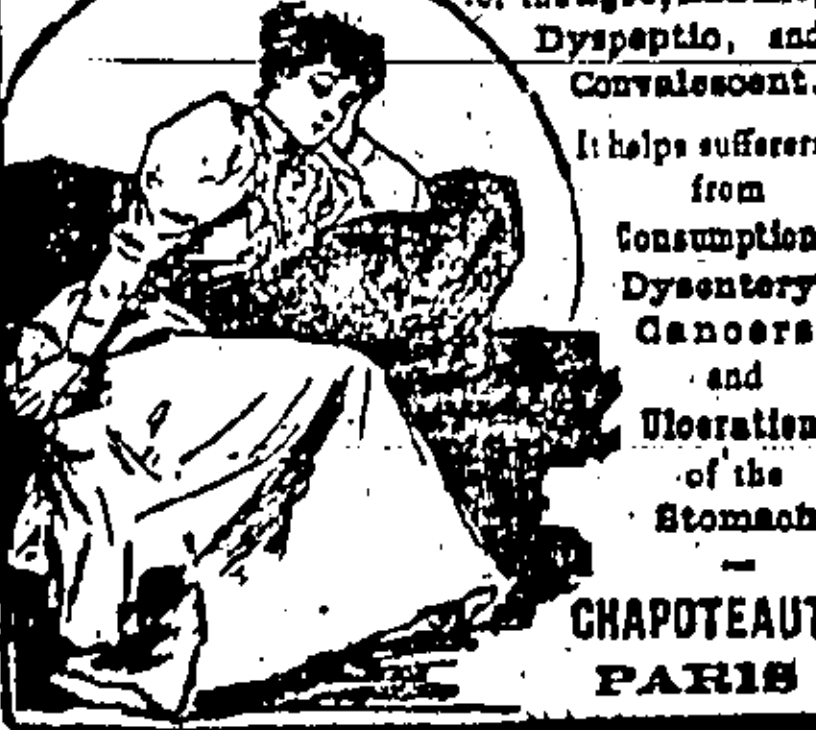 Dyspeptic, and
Convalescent.
It helps sufferers
from
Consumption
Dysentery
Cancers
and
Ulceration
of the
Stomach
—
CHAPOTEAUT
PARIS